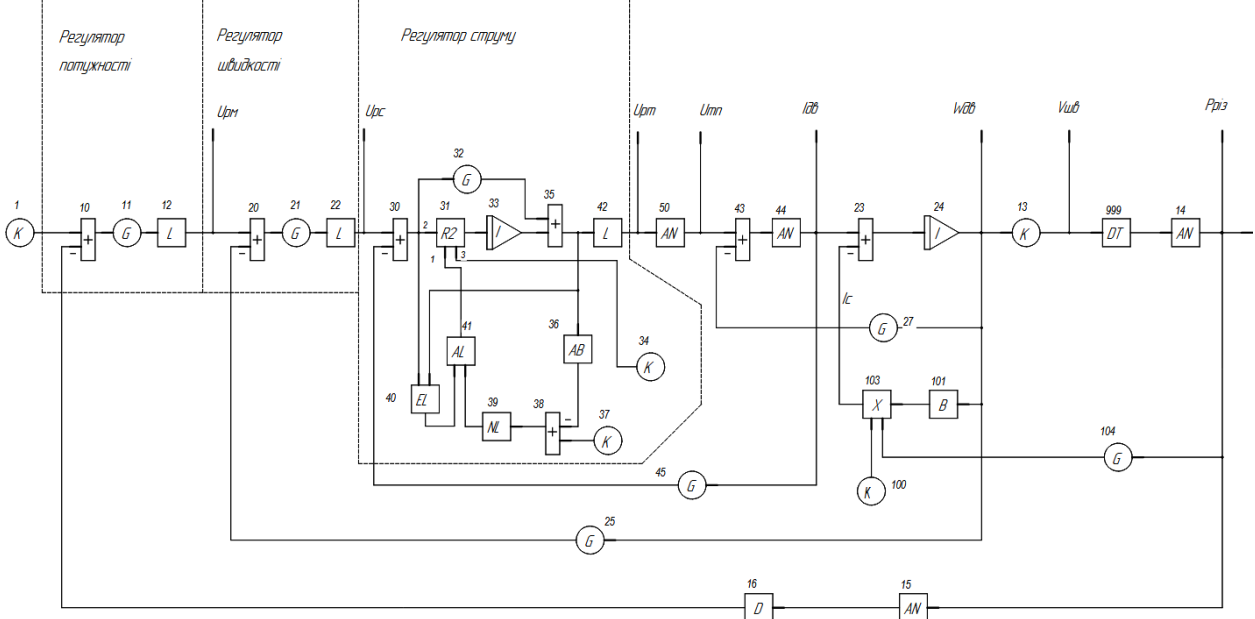 Регулятор
потужності
Регулятор
швидкості
Регулятор струму
Uрм
Uрс
Uрт
Uтп
Iдв
Wдв
Vшв
Pріз
1
K
10
+
−
11
G
12
L
20
+
−
21
G
22
L
30
+
−
32
G
2
31
R2
1
3
33
I
35
+
42
L
50
AN
43
+
−
44
AN
23
+
−
24
I
13
K
999
DT
14
AN
Ic
G
27
41
AL
36
AB
34
K
40
EL
39
NL
38
−
+
37
K
103
X
101
B
104
G
45
G
K
100
25
G
16
D
15
AN